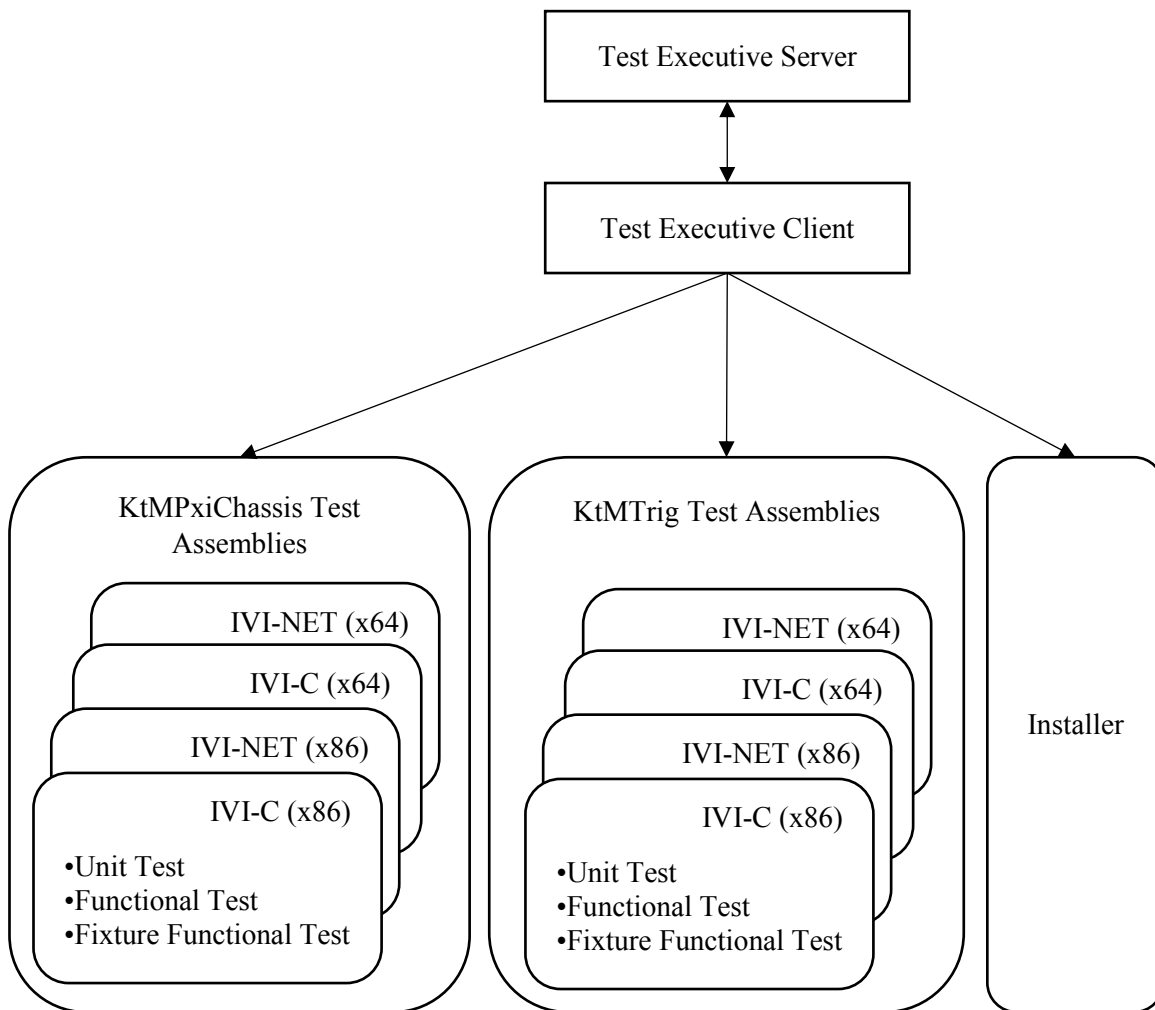 Test Executive Server
Test Executive Client
KtMPxiChassis Test
Assemblies
IVI-NET (x64)
IVI-C (x64)
IVI-NET (x86)
IVI-C (x86)
•Unit Test
•Functional Test
•Fixture Functional Test
KtMTrig Test Assemblies
IVI-NET (x64)
IVI-C (x64)
IVI-NET (x86)
IVI-C (x86)
•Unit Test
•Functional Test
•Fixture Functional Test
Installer